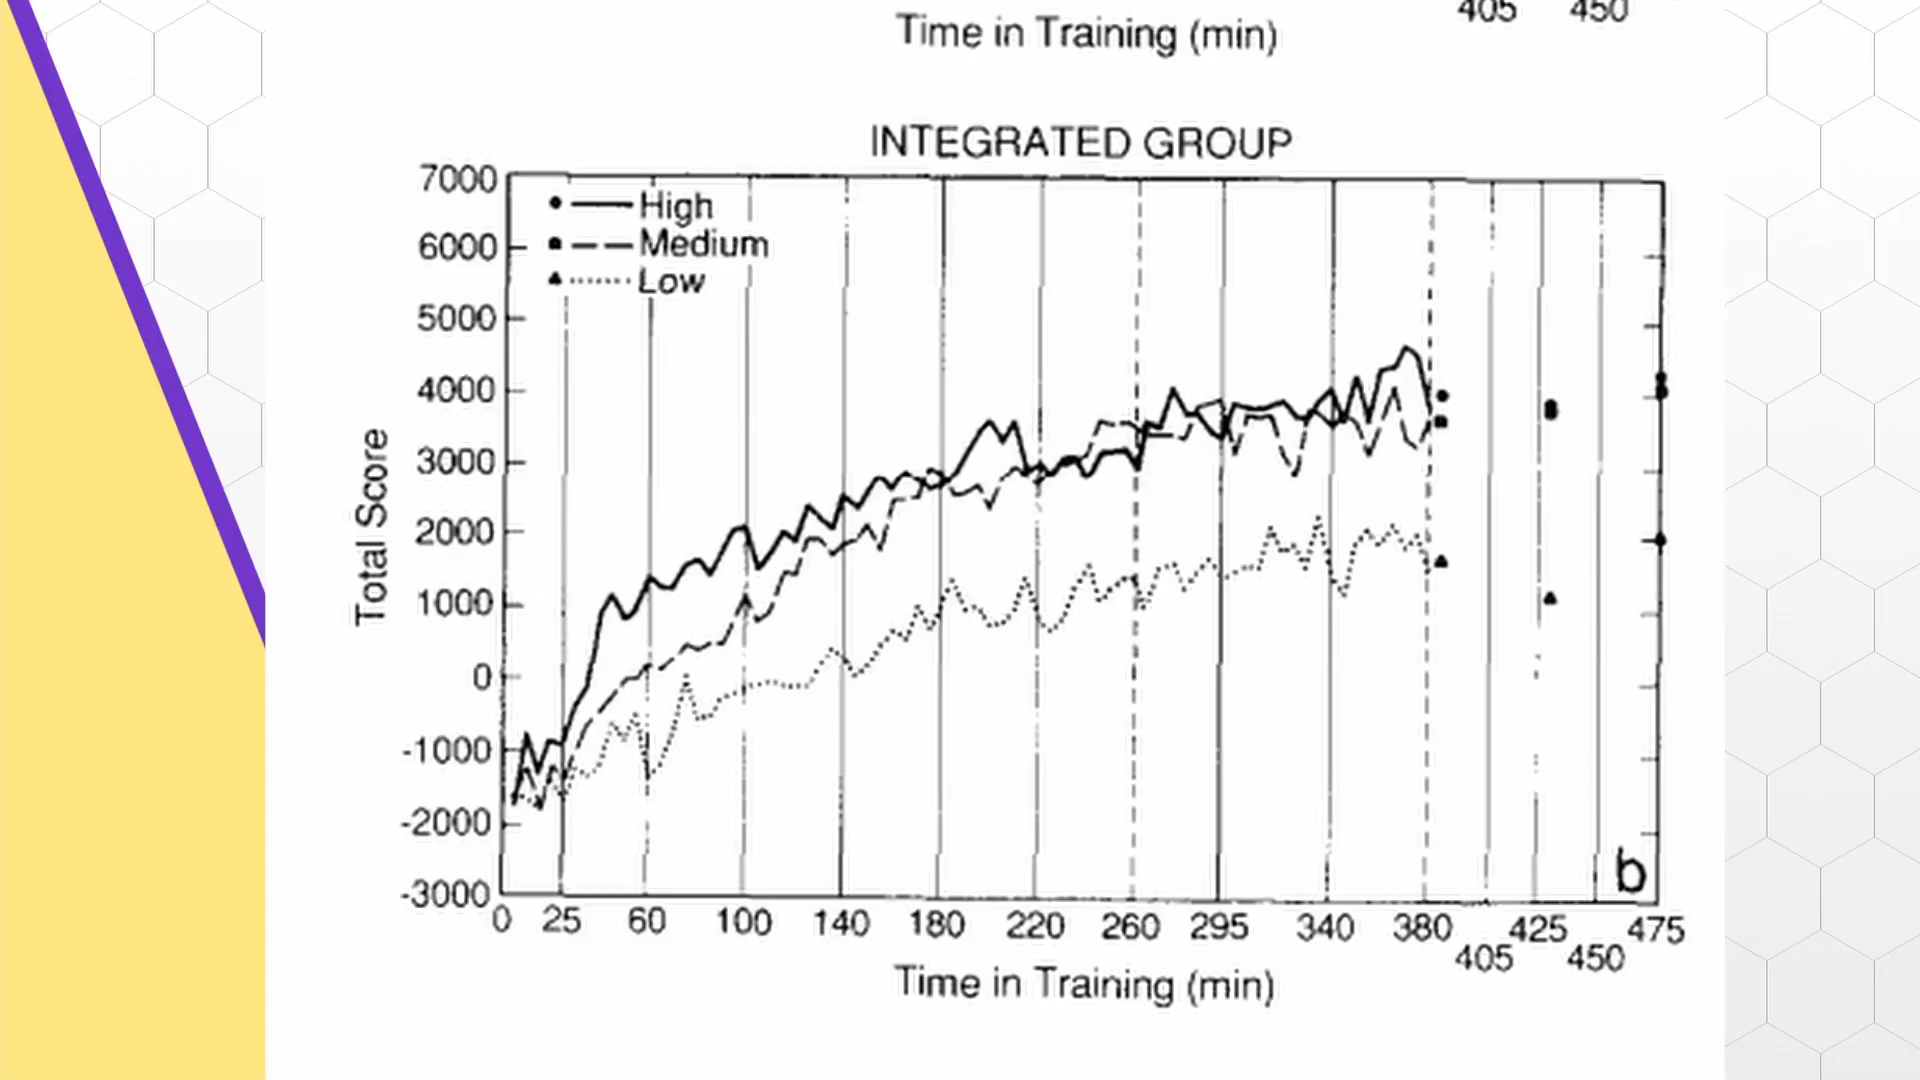 405 450
Time in Training (min)
INTEGRATED GROUP
High
Medium
Low
7000
6000
5000
4000
3000
2000
1000
0
-1000
-2000
-3000
Total Score
0 25 60 100 140 180 220 260 295 340 380 425 475
405 450
Time in Training (min)
b